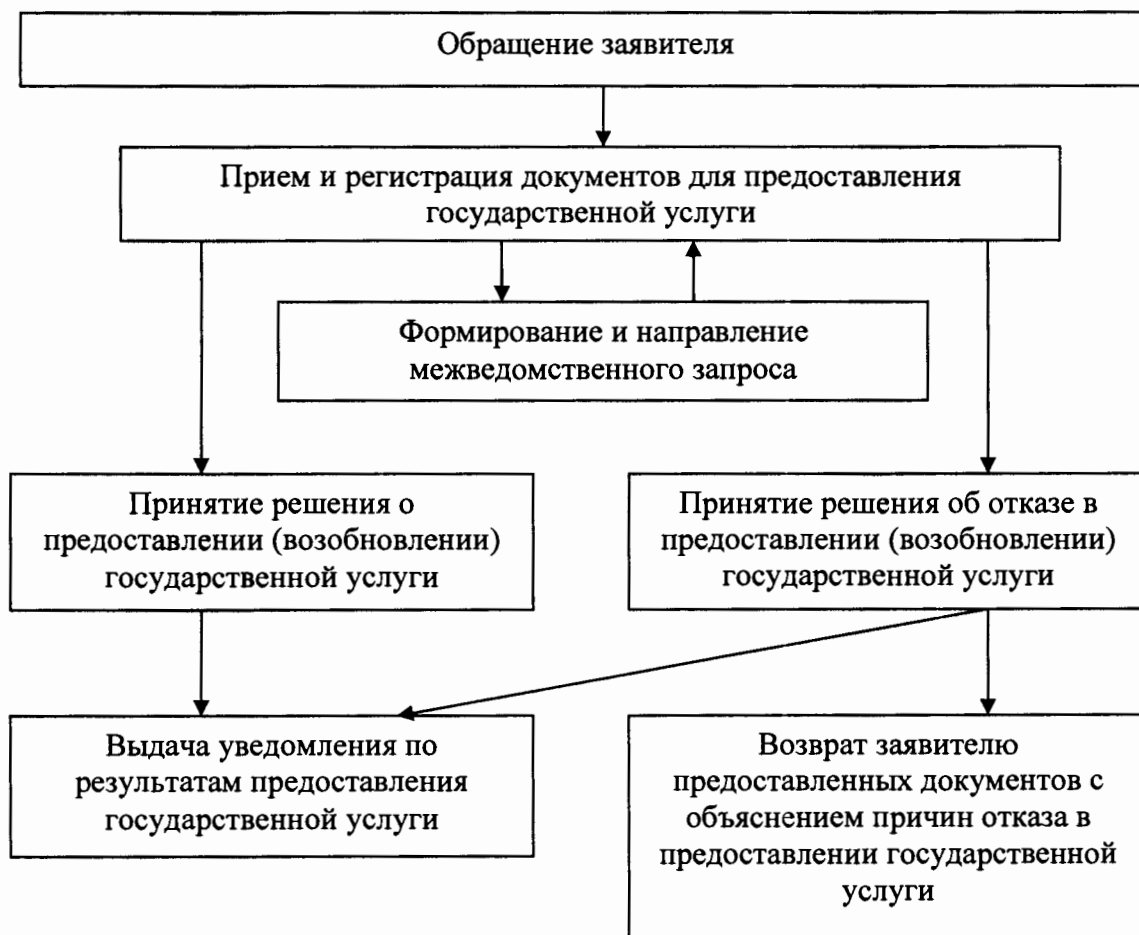 Обращение заявителя
Прием и регистрация документов для предоставления
государственной услуги
Формирование и направление
межведомственного запроса
Принятие решения о
предоставлении (возобновлении)
государственной услуги
Принятие решения об отказе в
предоставлении (возобновлении)
государственной услуги
Выдача уведомления по
результатам предоставления
государственной услуги
Возврат заявителю
предоставленных документов с
объяснением причин отказа в
предоставлении государственной
услуги